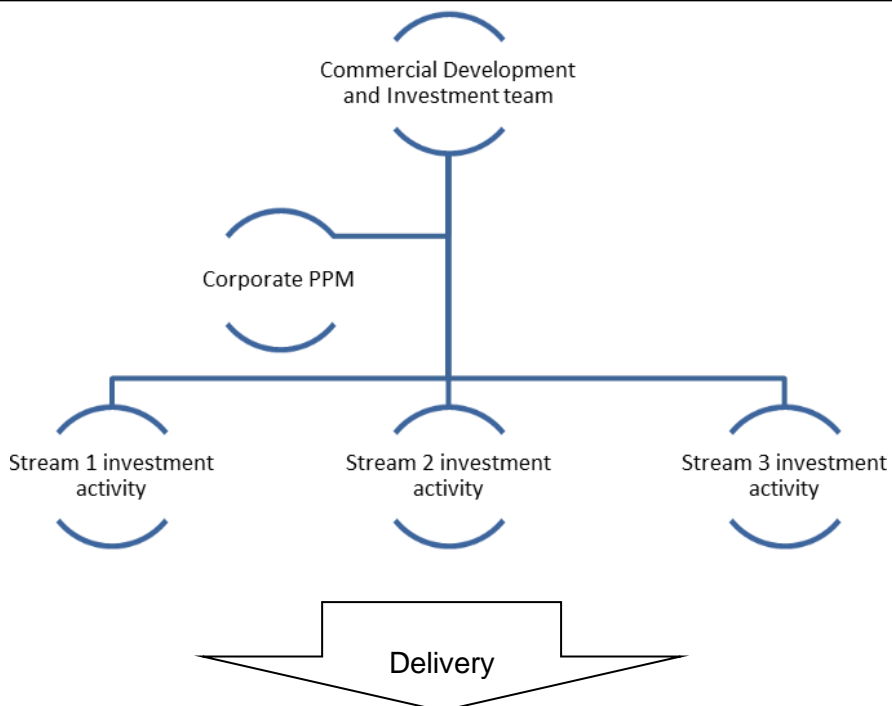 Commercial Development
and Investment team
Corporate PPM
Stream 1 investment
activity
Stream 2 investment
activity
Stream 3 investment
activity
Delivery